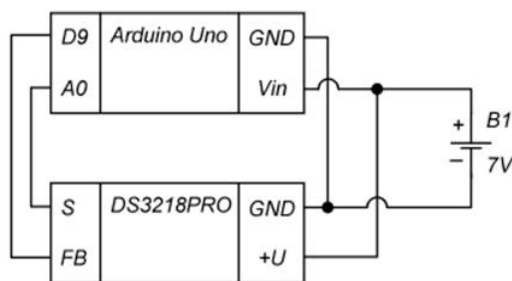 D9 Arduino Uno GND
A0 Vin
+ B1
− 7V
S DS3218PRO GND
FB +U